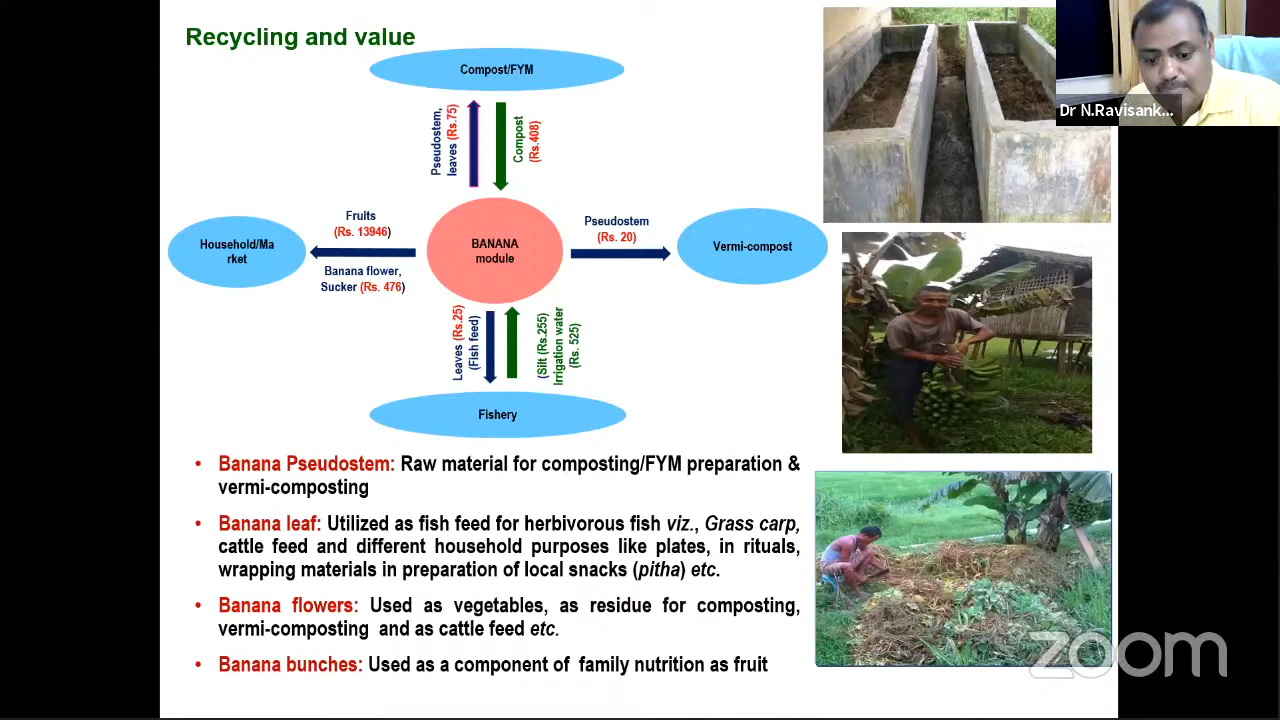 Recycling and value
Compost/FYM
Pseudostem,
leaves (Rs.75)
Compost
(Rs.408)
Fruits
(Rs. 13946)
Household/Ma
rket
Banana flower,
Sucker (Rs. 476)
BANANA
module
Pseudostem
(Rs. 20)
Vermi-compost
Leaves (Rs.25)
(Fish feed)
(Silt (Rs.255)
Irrigation water
(Rs. 525)
Fishery
• Banana Pseudostem: Raw material for composting/FYM preparation &
vermi-composting
• Banana leaf: Utilized as fish feed for herbivorous fish viz., Grass carp,
cattle feed and different household purposes like plates, in rituals,
wrapping materials in preparation of local snacks (pitha) etc.
• Banana flowers: Used as vegetables, as residue for composting,
vermi-composting and as cattle feed etc.
• Banana bunches: Used as a component of family nutrition as fruit
Dr N.Ravisank...
zoom